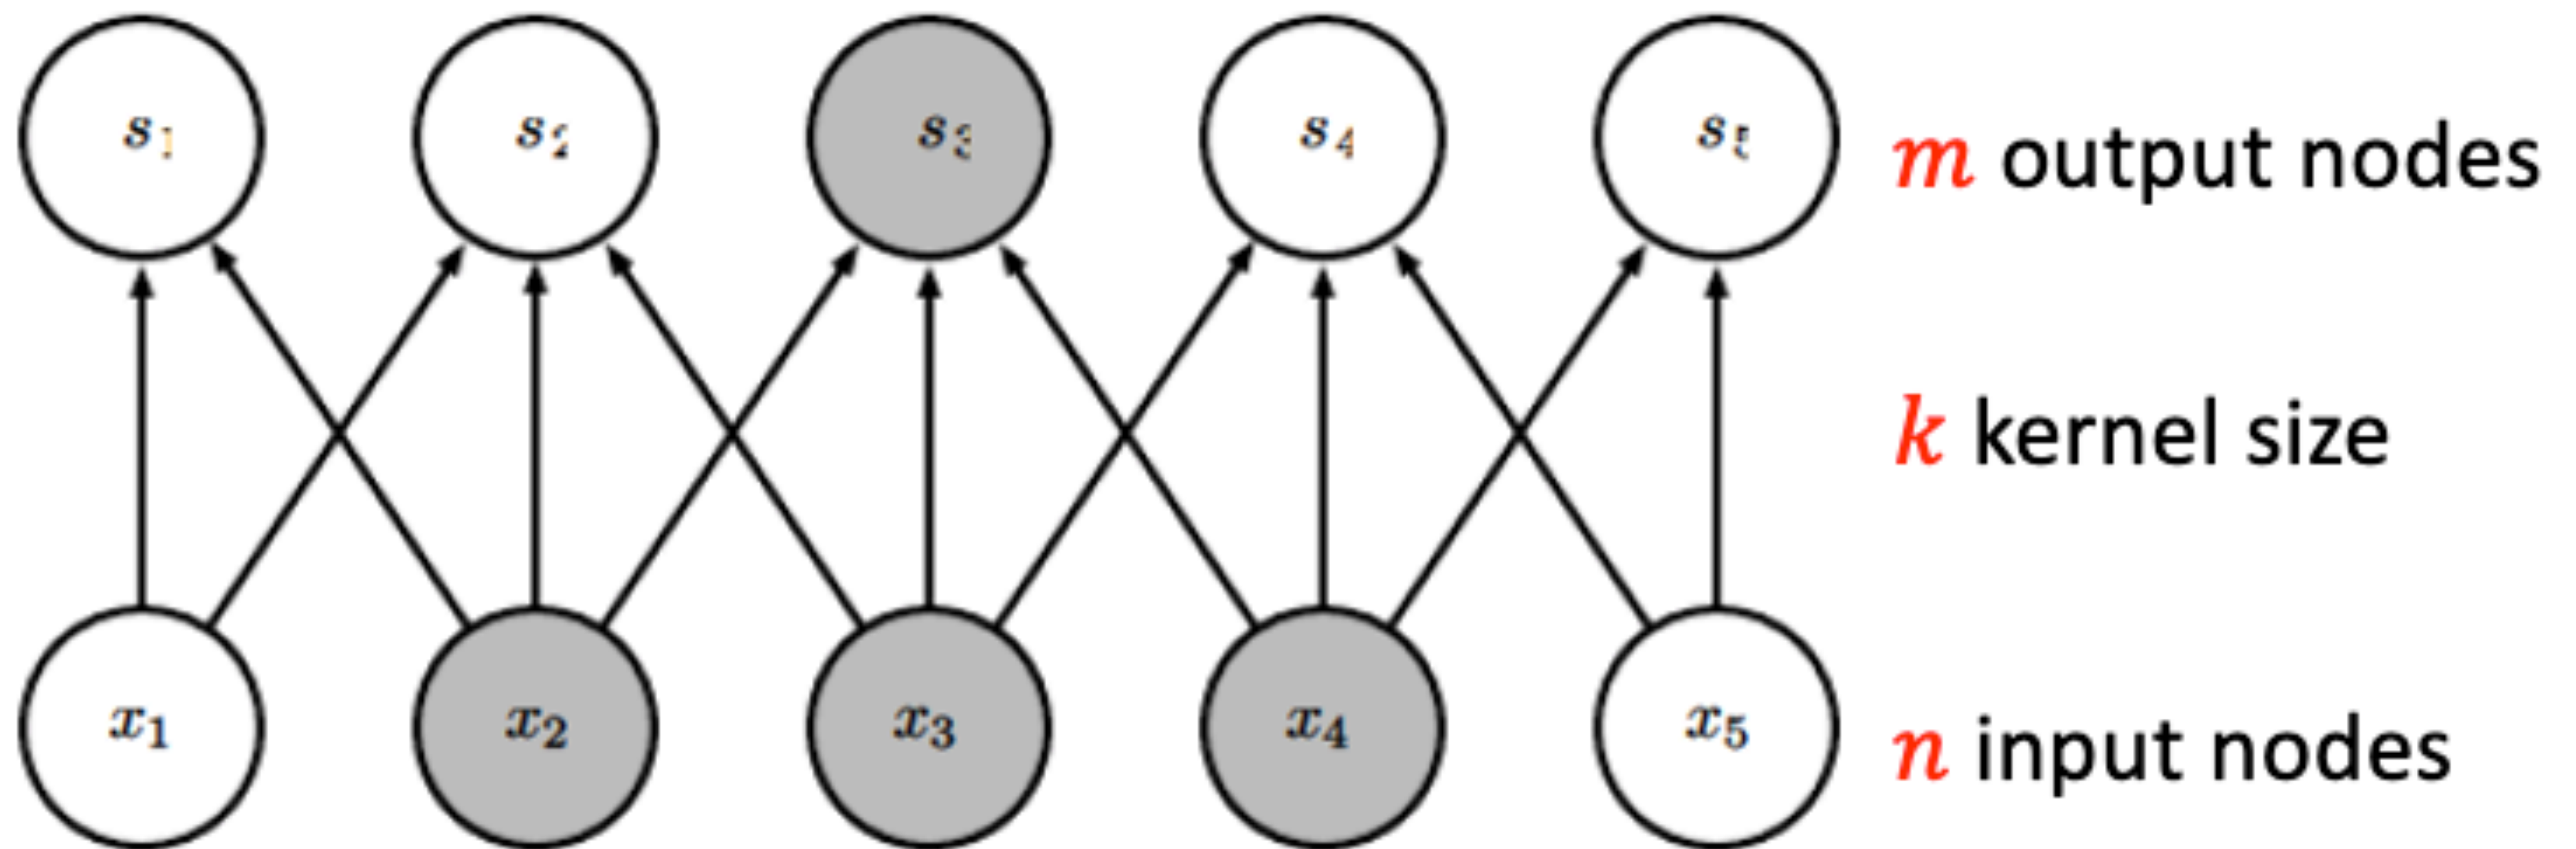 s₁ s₂ s₃ s₄ s₅ m output nodes
k kernel size
x₁ x₂ x₃ x₄ x₅ n input nodes